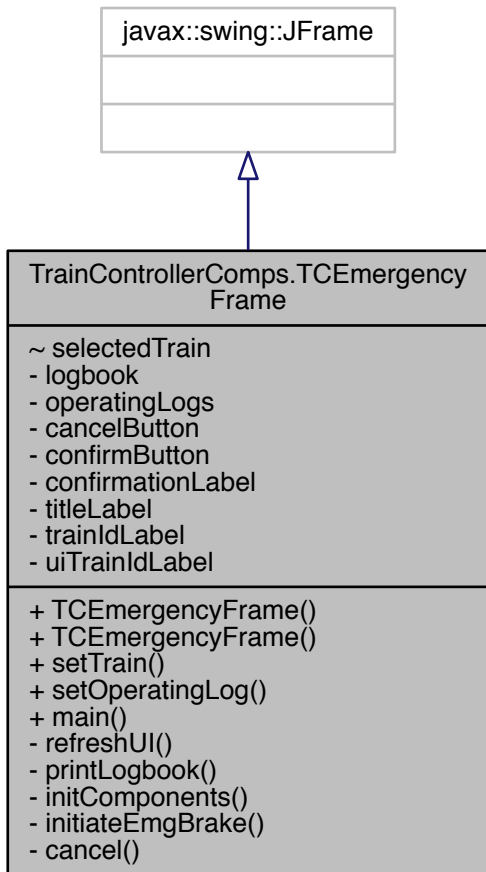 javax::swing::JFrame
TrainControllerComps.TCEmergency
Frame
~ selectedTrain
- logbook
- operatingLogs
- cancelButton
- confirmButton
- confirmationLabel
- titleLabel
- trainIdLabel
- uiTrainIdLabel
+ TCEmergencyFrame()
+ TCEmergencyFrame()
+ setTrain()
+ setOperatingLog()
+ main()
- refreshUI()
- printLogbook()
- initComponents()
- initiateEmgBrake()
- cancel()